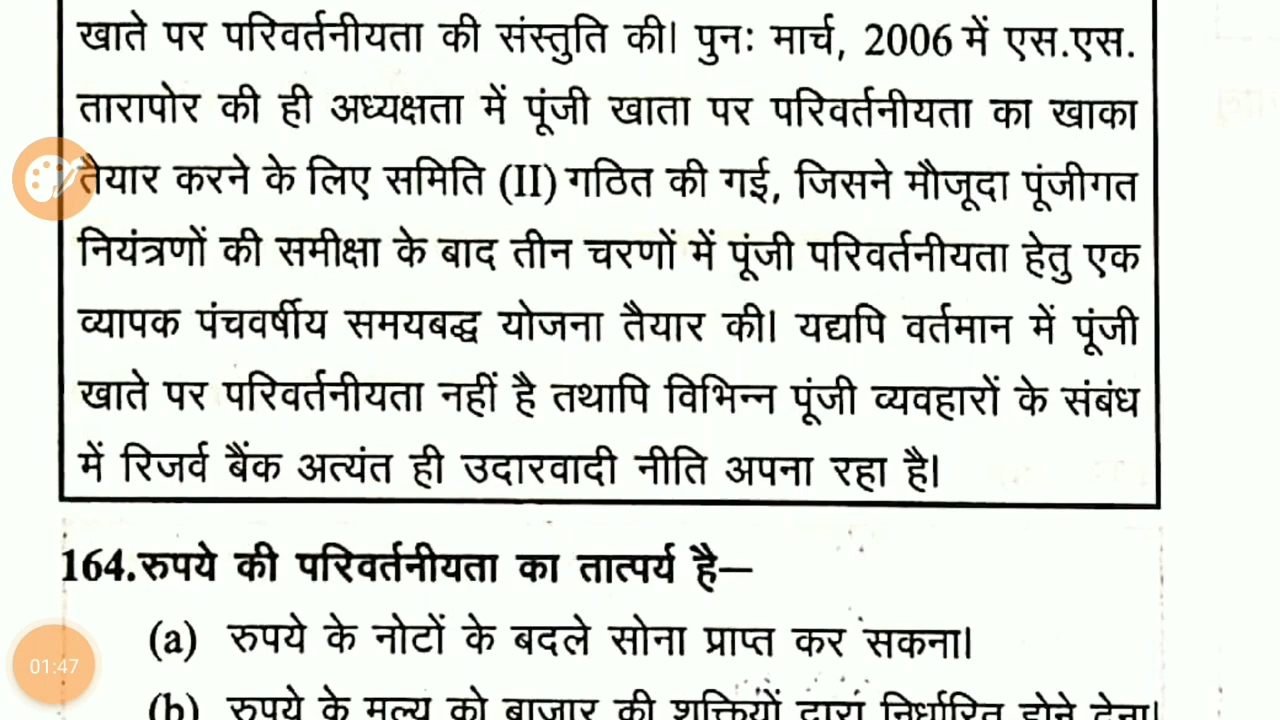 खाते पर परिवर्तनीयता की संस्तुति की। पुनः मार्च, 2006 में एस.एस.
तारापोर की ही अध्यक्षता में पूंजी खाता पर परिवर्तनीयता का खाका
तैयार करने के लिए समिति (II) गठित की गई, जिसने मौजूदा पूंजीगत
नियंत्रणों की समीक्षा के बाद तीन चरणों में पूंजी परिवर्तनीयता हेतु एक
व्यापक पंचवर्षीय समयबद्ध योजना तैयार की। यद्यपि वर्तमान में पूंजी
खाते पर परिवर्तनीयता नहीं है तथापि विभिन्न पूंजी व्यवहारों के संबंध
में रिजर्व बैंक अत्यंत ही उदारवादी नीति अपना रहा है।
164.रुपये की परिवर्तनीयता का तात्पर्य है—
(a) रुपये के नोटों के बदले सोना प्राप्त कर सकना।
01:47
(b) रुपये के मूल्य को बाजार की शक्तियों द्वारा निर्धारित होने देना।